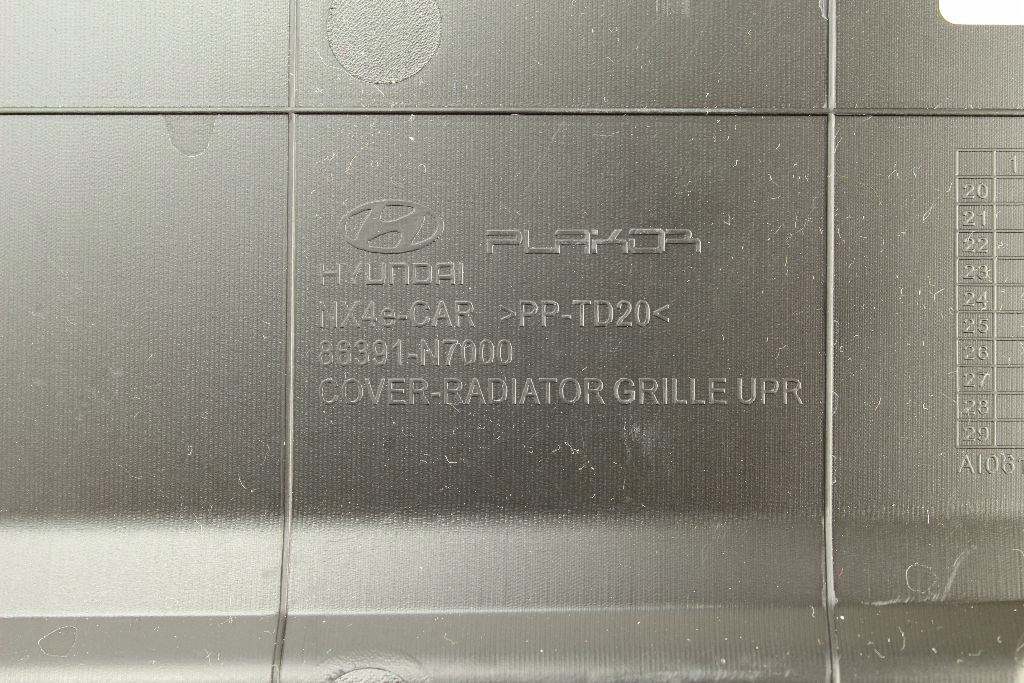 PLAKOR
HYUNDAI
NX4e-CAR >PP-TD20<
86391-N7000
COVER-RADIATOR GRILLE UPR
1
20
21
22
23
24
25
26
27
28
29